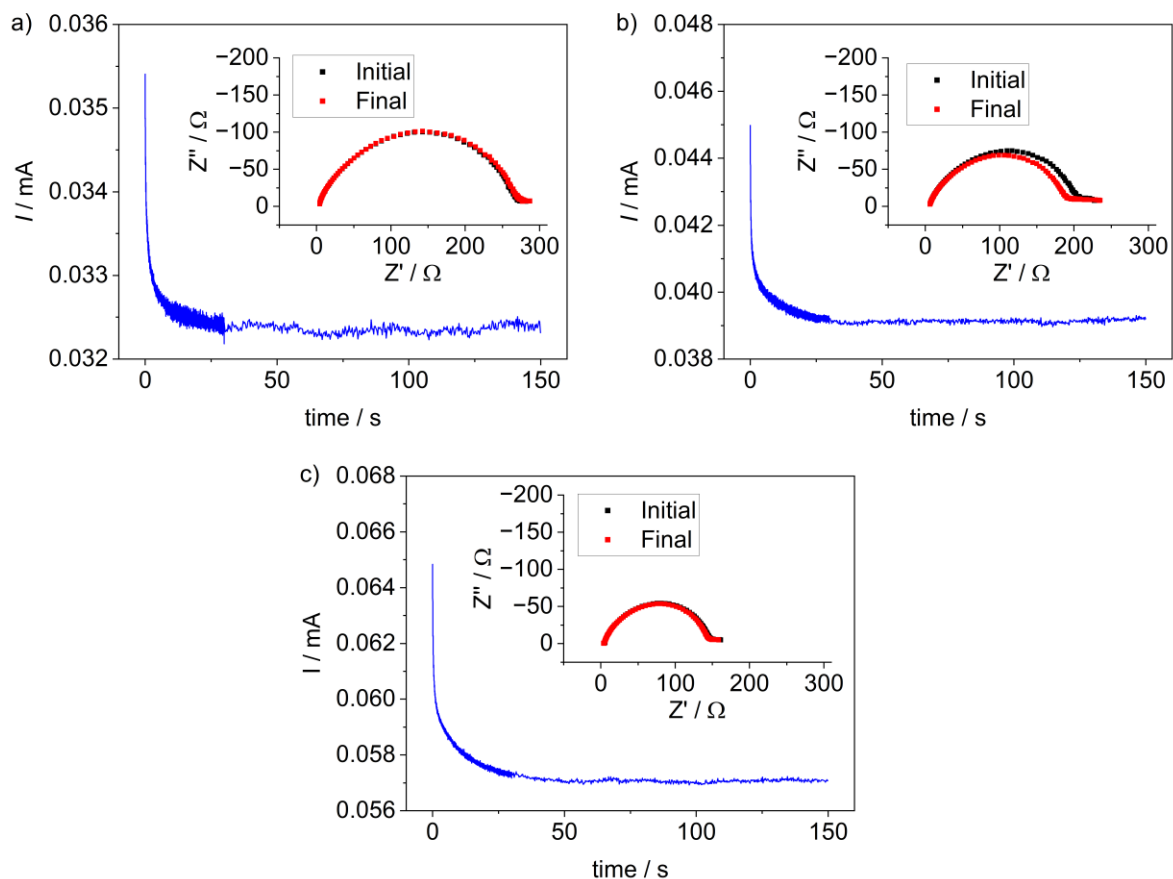 a)
I / mA
0.036
0.035
0.034
0.033
0.032
0
50
100
150
time / s
Z'' / Ω
−200
−150
−100
−50
0
Initial
Final
0
100
200
300
Z' / Ω
b)
I / mA
0.048
0.046
0.044
0.042
0.040
0.038
0
50
100
150
time / s
Z'' / Ω
−200
−150
−100
−50
0
Initial
Final
0
100
200
300
Z' / Ω
c)
I / mA
0.068
0.066
0.064
0.062
0.060
0.058
0.056
0
50
100
150
time / s
Z'' / Ω
−200
−150
−100
−50
0
Initial
Final
0
100
200
300
Z' / Ω